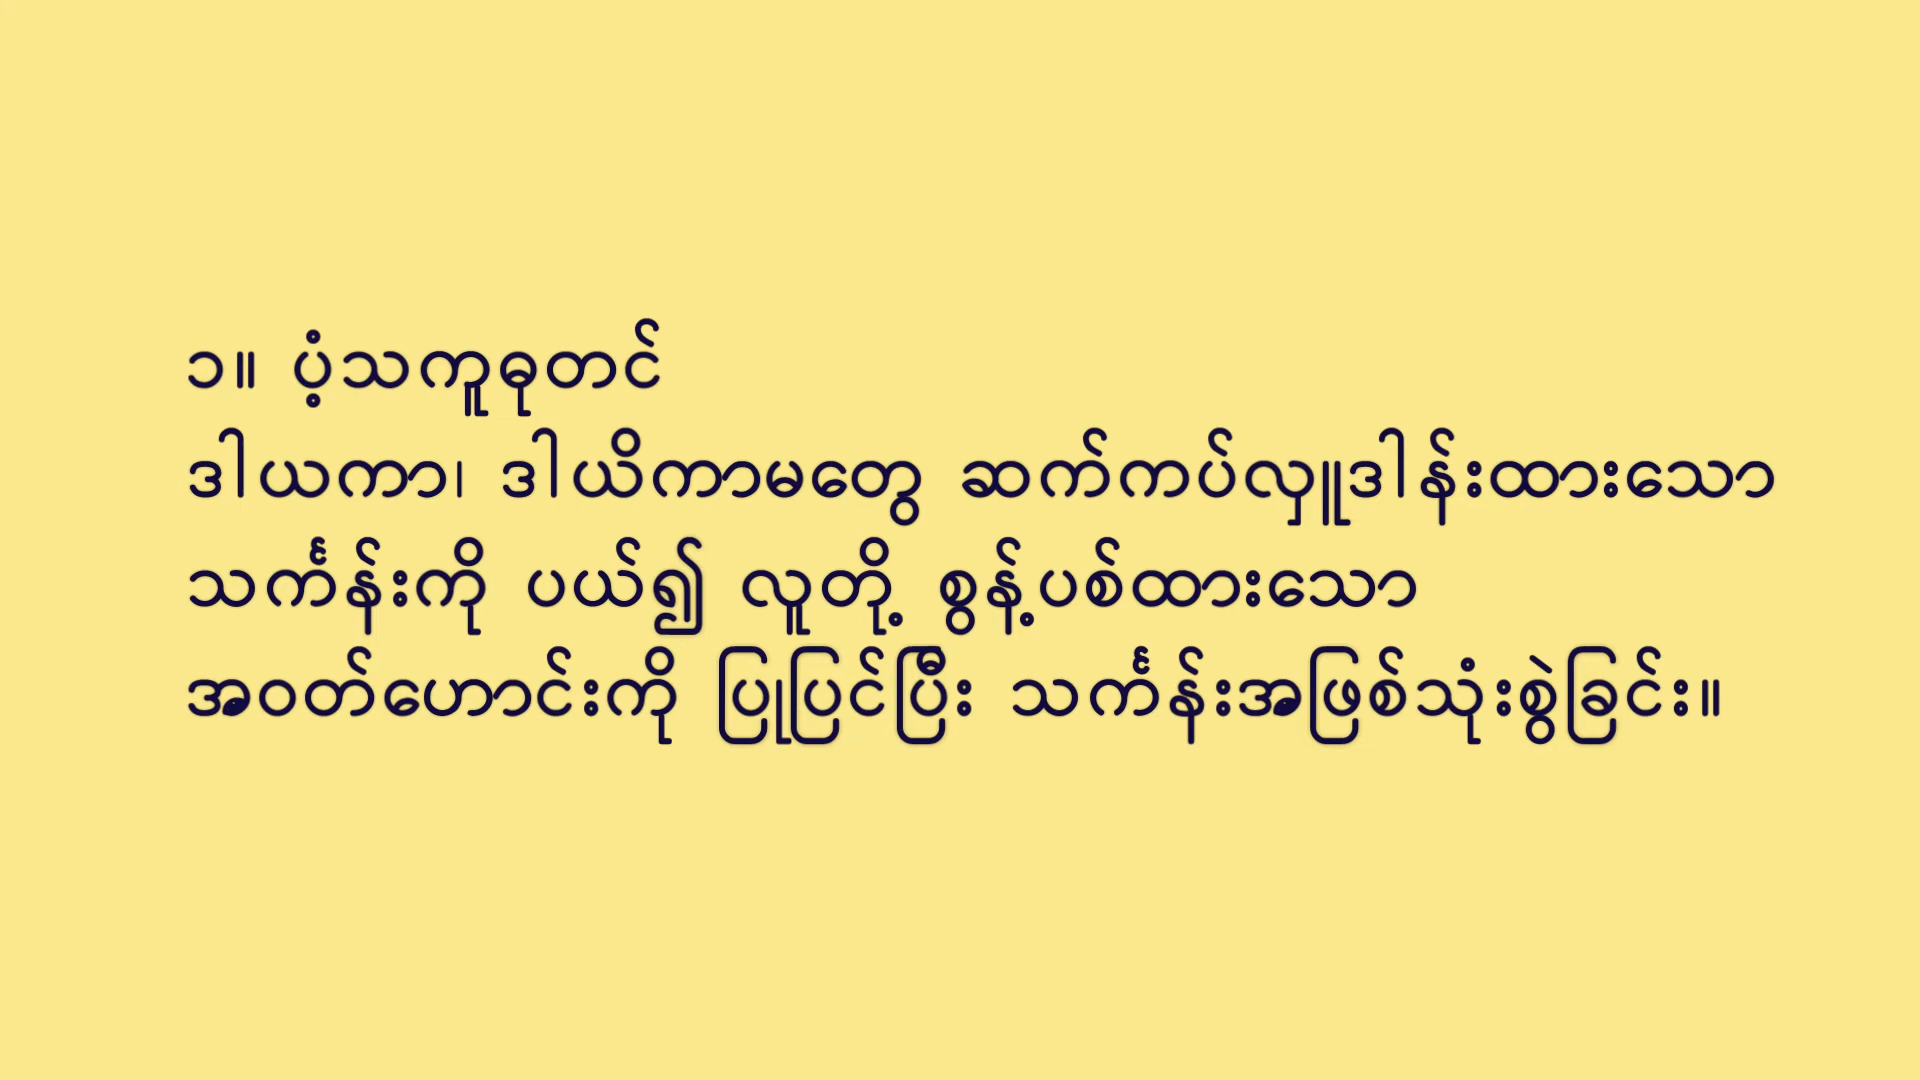 ၁။ ပံ့သကူဓုတင်
ဒါယကာ၊ ဒါယိကာမတွေ ဆက်ကပ်လှူဒါန်းထားသော
သင်္ကန်းကို ပယ်၍ လူတို့ စွန့်ပစ်ထားသော
အဝတ်ဟောင်းကို ပြုပြင်ပြီး သင်္ကန်းအဖြစ်သုံးစွဲခြင်း။